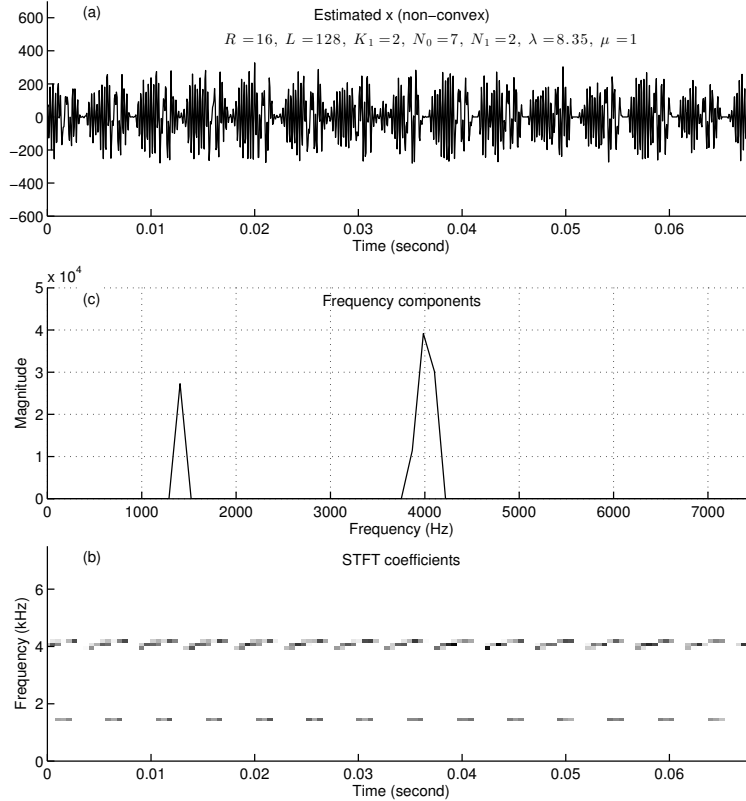 (a)
Estimated x (non-convex)
R =16, L =128, K₁=2, N₀=7, N₁=2, λ=8.35, μ=1
600
400
200
0
−200
−400
−600
0 0.01 0.02 0.03 0.04 0.05 0.06
Time (second)
x 10⁴
(c)
Frequency components
5
4
3
2
1
0
Magnitude
0 1000 2000 3000 4000 5000 6000 7000
Frequency (Hz)
(b)
STFT coefficients
6
4
2
0
Frequency (kHz)
0 0.01 0.02 0.03 0.04 0.05 0.06
Time (second)